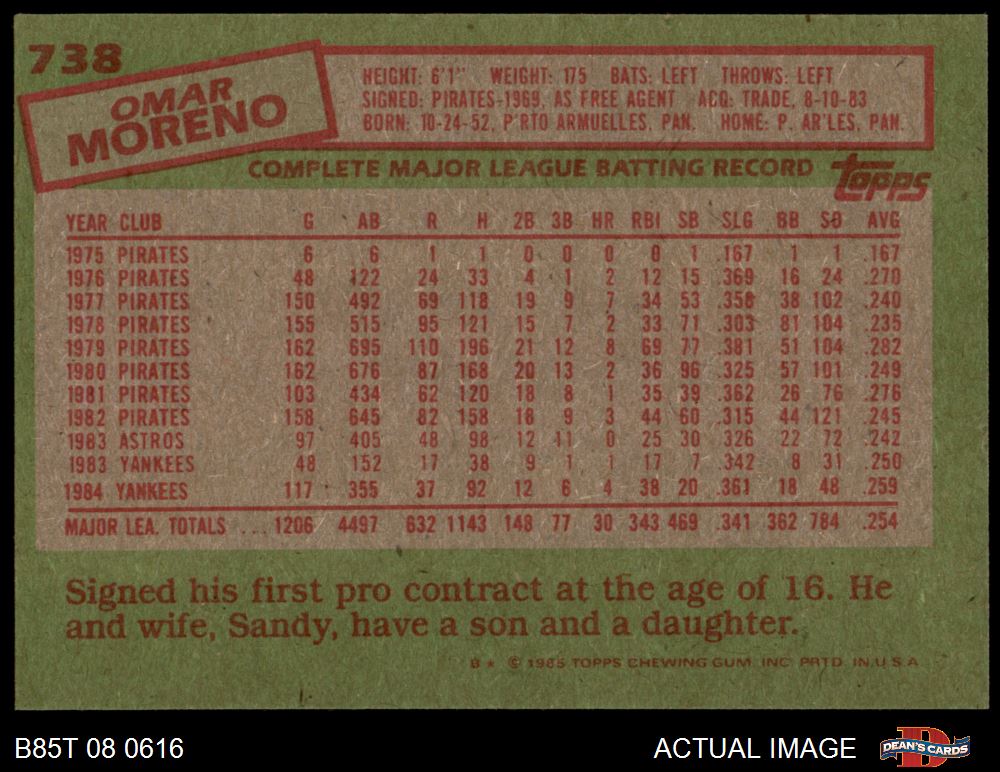 738
OMAR
MORENO
HEIGHT: 6'1" WEIGHT: 175 BATS: LEFT THROWS: LEFT
SIGNED: PIRATES-1969, AS FREE AGENT ACQ: TRADE, 8-10-83
BORN: 10-24-52, P'RTO ARMUELLES, PAN. HOME: P. AR'LES, PAN.
COMPLETE MAJOR LEAGUE BATTING RECORD
topps
YEAR CLUB G AB R H 2B 3B HR RBI SB SLG BB SO AVG
1975 PIRATES 6 6 1 1 0 0 0 0 1 .167 1 1 .167
1976 PIRATES 48 122 24 33 4 1 2 12 15 .369 16 24 .270
1977 PIRATES 150 492 69 118 19 9 7 34 53 .358 38 102 .240
1978 PIRATES 155 515 95 121 15 7 2 33 71 .303 81 104 .235
1979 PIRATES 162 695 110 196 21 12 8 69 77 .381 51 104 .282
1980 PIRATES 162 676 87 168 20 13 2 36 96 .325 57 101 .249
1981 PIRATES 103 434 62 120 18 8 1 35 39 .362 26 76 .276
1982 PIRATES 158 645 82 158 18 9 3 44 60 .315 44 121 .245
1983 ASTROS 97 405 48 98 12 11 0 25 30 .326 22 72 .242
1983 YANKEES 48 152 17 38 9 1 1 17 7 .342 8 31 .250
1984 YANKEES 117 355 37 92 12 6 4 38 20 .361 18 48 .259
MAJOR LEA. TOTALS ... 1206 4497 632 1143 148 77 30 343 469 .341 362 784 .254
Signed his first pro contract at the age of 16. He
and wife, Sandy, have a son and a daughter.
B* © 1985 TOPPS CHEWING GUM, INC. PRTD. IN U.S.A.
B85T 08 0616
ACTUAL IMAGE
D
DEAN'S CARDS